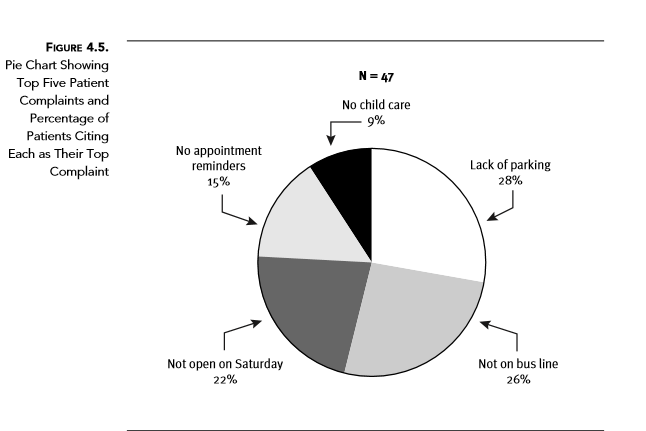 FIGURE 4.5.
Pie Chart Showing
Top Five Patient
Complaints and
Percentage of
Patients Citing
Each as Their Top
Complaint
N = 47
No child care
9%
No appointment
reminders
15%
Lack of parking
28%
Not open on Saturday
22%
Not on bus line
26%